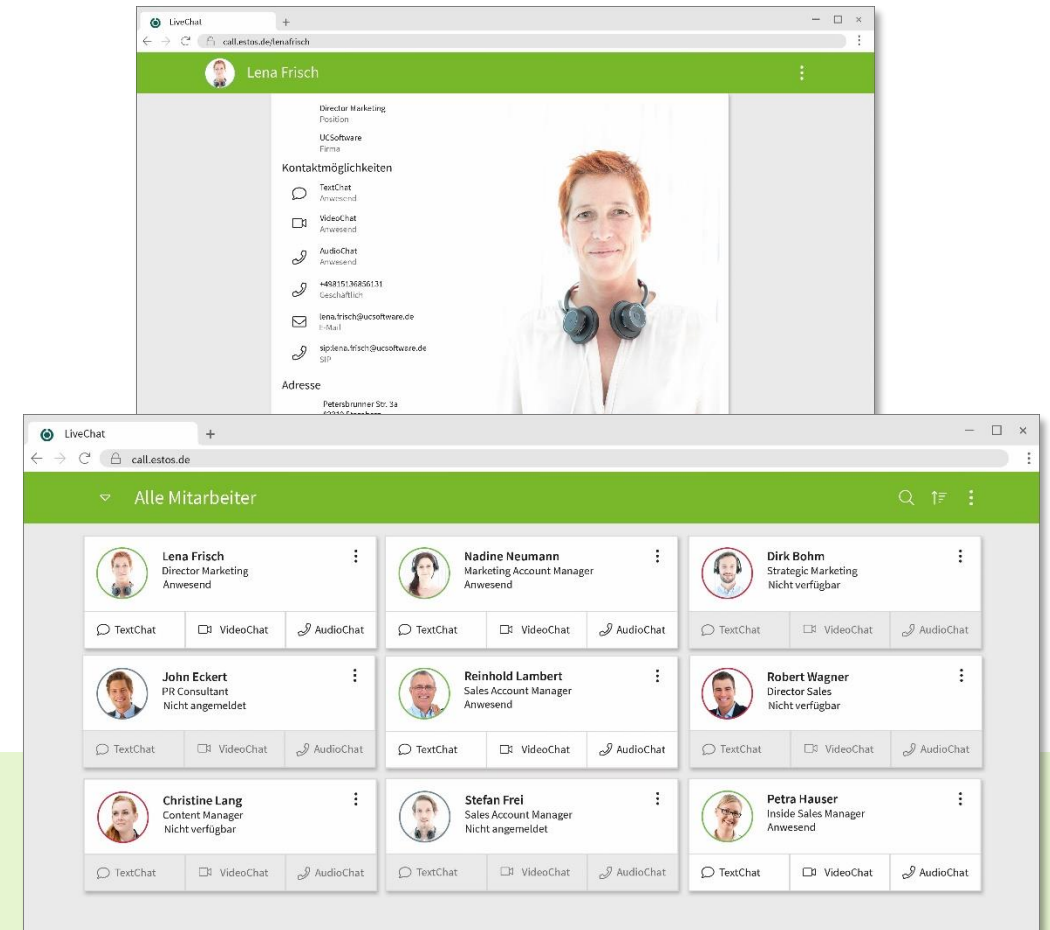 LiveChat
call.estos.de/lenafrisch
Lena Frisch
Director Marketing
Position
UCSoftware
Firma
Kontaktmöglichkeiten
TextChat
Anwesend
VideoChat
Anwesend
AudioChat
Anwesend
+49815136856131
Geschäftlich
lena.frisch@ucsoftware.de
E-Mail
sip:lena.frisch@ucsoftware.de
SIP
Adresse
Petersbrunner Str. 3a
LiveChat
call.estos.de
Alle Mitarbeiter
Lena Frisch
Director Marketing
Anwesend
TextChat VideoChat AudioChat
Nadine Neumann
Marketing Account Manager
Anwesend
TextChat VideoChat AudioChat
Dirk Bohm
Strategic Marketing
Nicht verfügbar
TextChat VideoChat AudioChat
John Eckert
PR Consultant
Nicht angemeldet
TextChat VideoChat AudioChat
Reinhold Lambert
Sales Account Manager
Anwesend
TextChat VideoChat AudioChat
Robert Wagner
Director Sales
Nicht verfügbar
TextChat VideoChat AudioChat
Christine Lang
Content Manager
Nicht verfügbar
TextChat VideoChat AudioChat
Stefan Frei
Sales Account Manager
Nicht angemeldet
TextChat VideoChat AudioChat
Petra Hauser
Inside Sales Manager
Anwesend
TextChat VideoChat AudioChat